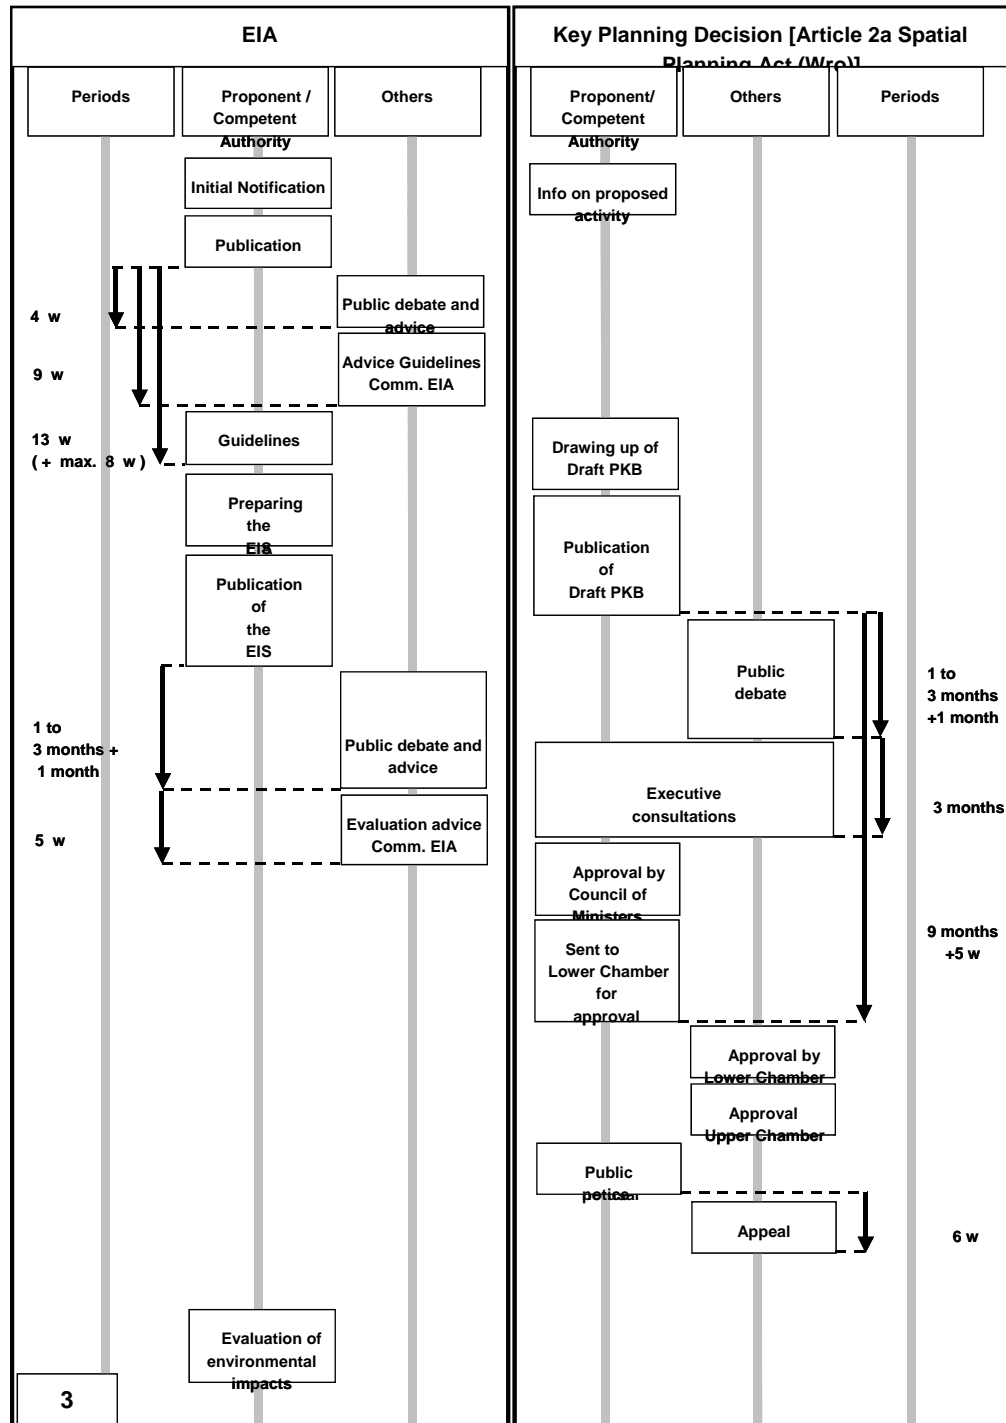 EIA
Periods
Proponent /
Competent
Authority
Others
Initial Notification
Publication
4 w
Public debate and
advice
9 w
Advice Guidelines
Comm. EIA
13 w
( + max. 8 w )
Guidelines
Preparing
the
EIS
Publication
of
the
EIS
1 to
3 months +
1 month
Public debate and
advice
5 w
Evaluation advice
Comm. EIA
Evaluation of
environmental
impacts
3
Key Planning Decision [Article 2a Spatial
Planning Act (Wro)]
Proponent/
Competent
Authority
Others
Periods
Info on proposed
activity
Drawing up of
Draft PKB
Publication
of
Draft PKB
Public
debate
1 to
3 months
+1 month
Executive
consultations
3 months
Approval by
Council of
Ministers
Sent to
Lower Chamber
for
approval
9 months
+5 w
Approval by
Lower Chamber
Approval
Upper Chamber
Public
notice
Appeal
6 w